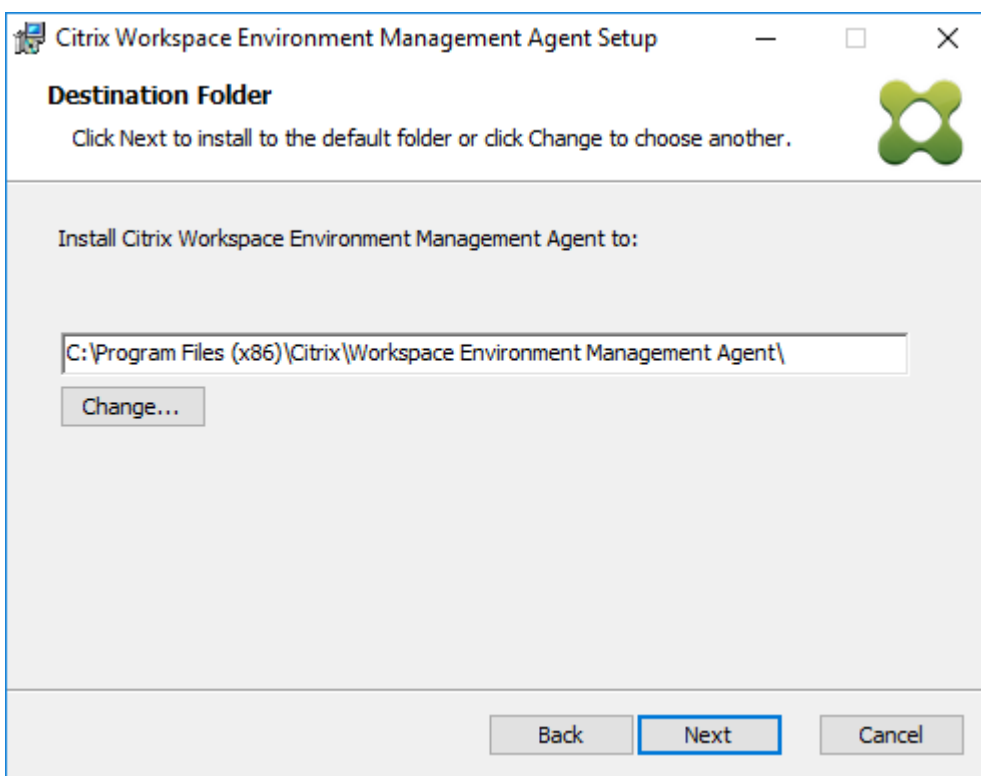 Citrix Workspace Environment Management Agent Setup
Destination Folder
Click Next to install to the default folder or click Change to choose another.
Install Citrix Workspace Environment Management Agent to:
C:\Program Files (x86)\Citrix\Workspace Environment Management Agent\
Change...
Back Next Cancel